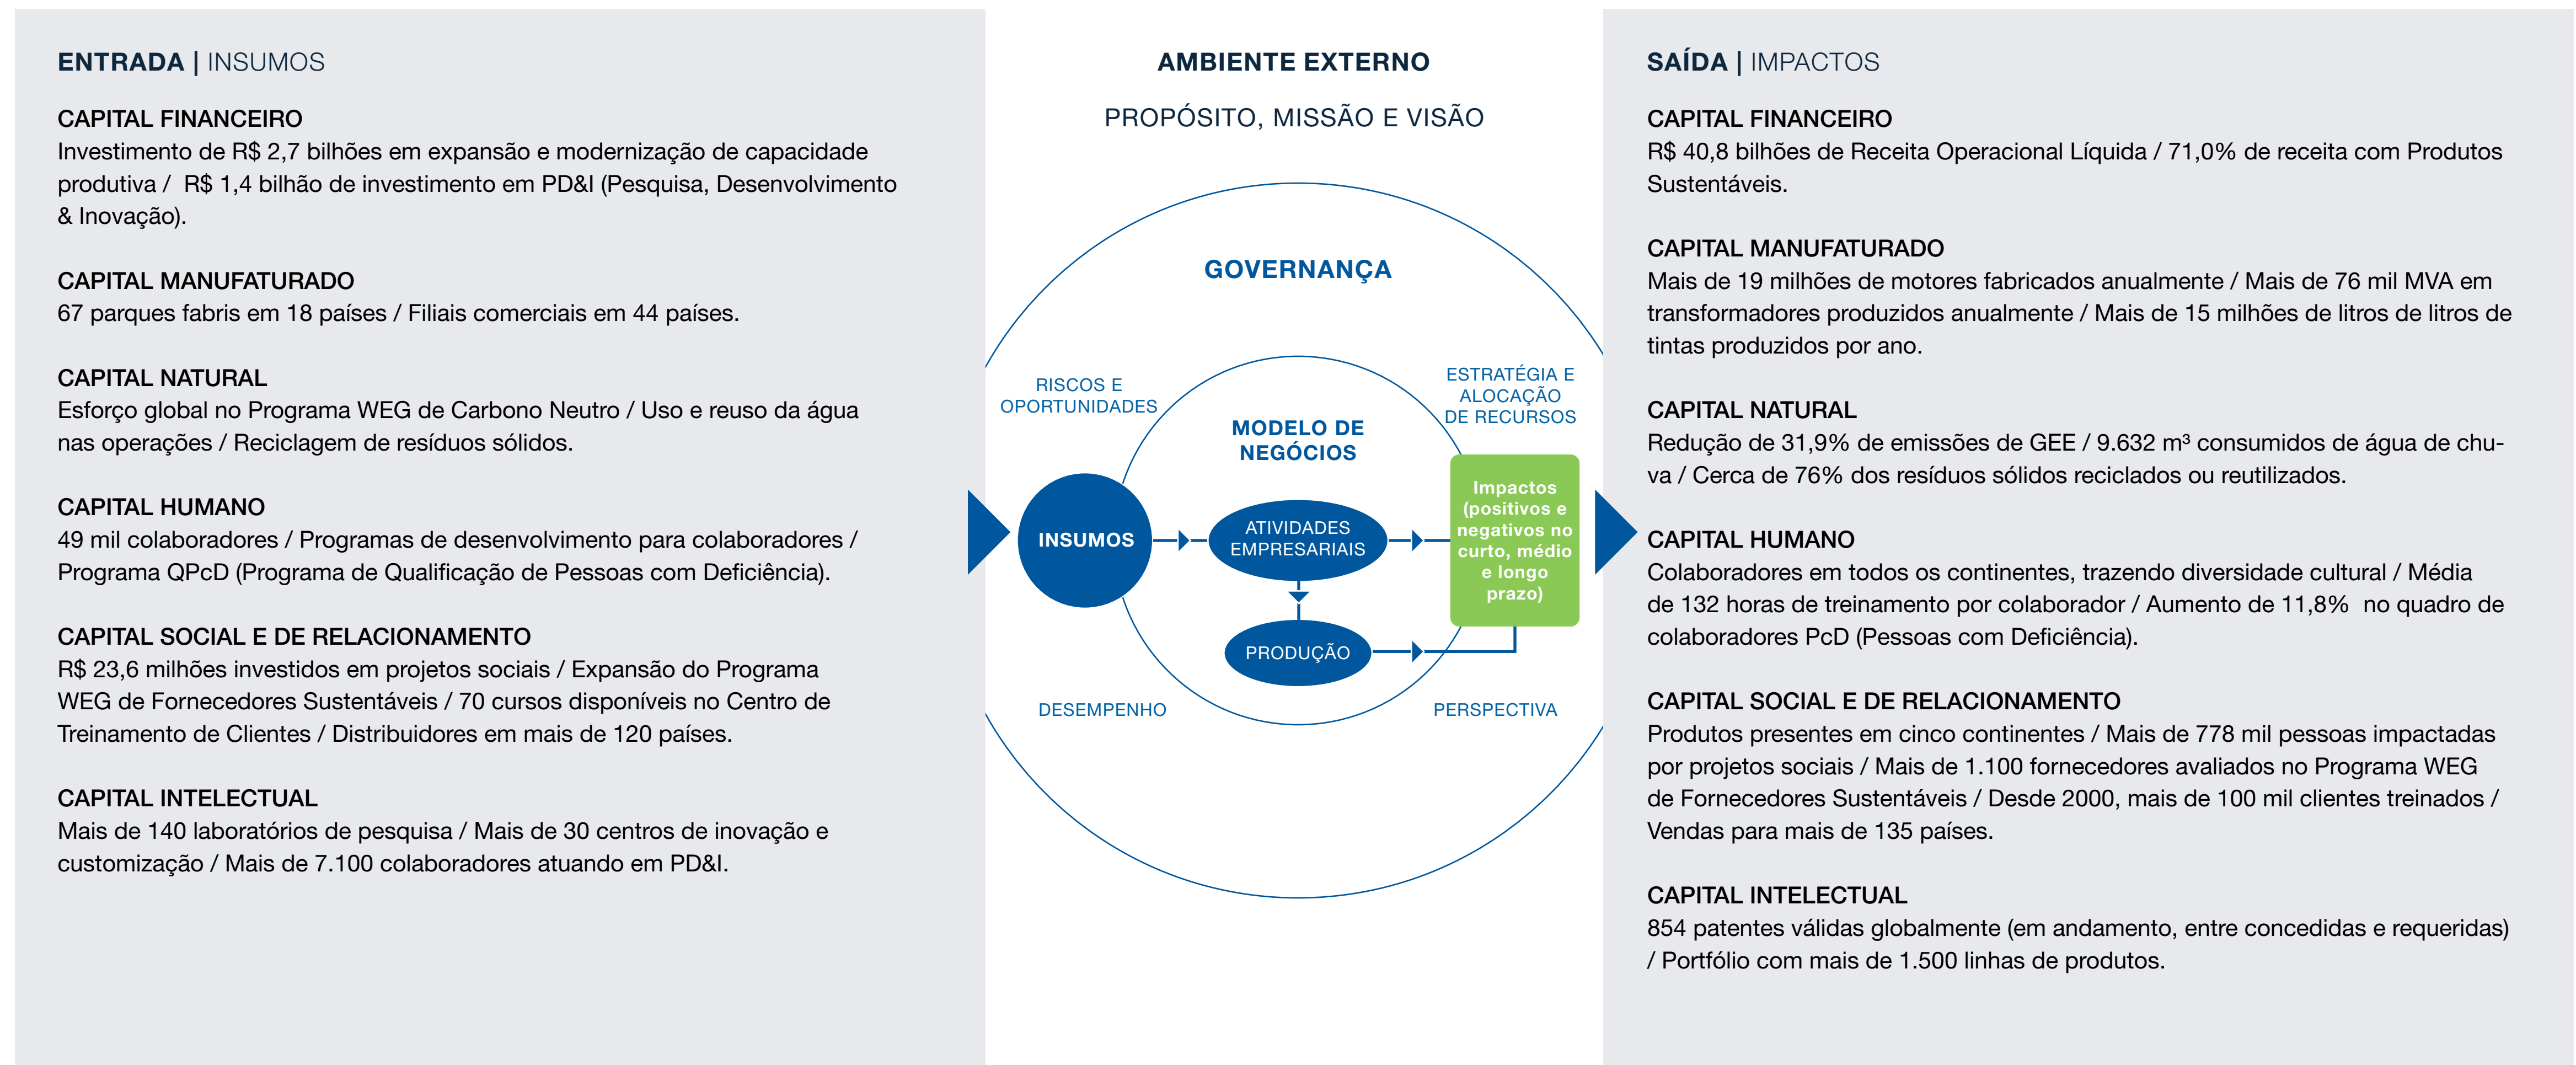 ENTRADA | INSUMOS
CAPITAL FINANCEIRO
Investimento de R$ 2,7 bilhões em expansão e modernização de capacidade
produtiva / R$ 1,4 bilhão de investimento em PD&I (Pesquisa, Desenvolvimento
& Inovação).
CAPITAL MANUFATURADO
67 parques fabris em 18 países / Filiais comerciais em 44 países.
CAPITAL NATURAL
Esforço global no Programa WEG de Carbono Neutro / Uso e reuso da água
nas operações / Reciclagem de resíduos sólidos.
CAPITAL HUMANO
49 mil colaboradores / Programas de desenvolvimento para colaboradores /
Programa QPcD (Programa de Qualificação de Pessoas com Deficiência).
CAPITAL SOCIAL E DE RELACIONAMENTO
R$ 23,6 milhões investidos em projetos sociais / Expansão do Programa
WEG de Fornecedores Sustentáveis / 70 cursos disponíveis no Centro de
Treinamento de Clientes / Distribuidores em mais de 120 países.
CAPITAL INTELECTUAL
Mais de 140 laboratórios de pesquisa / Mais de 30 centros de inovação e
customização / Mais de 7.100 colaboradores atuando em PD&I.
AMBIENTE EXTERNO
PROPÓSITO, MISSÃO E VISÃO
GOVERNANÇA
RISCOS E
OPORTUNIDADES
ESTRATÉGIA E
ALOCAÇÃO
DE RECURSOS
MODELO DE
NEGÓCIOS
INSUMOS
ATIVIDADES
EMPRESARIAIS
Impactos
(positivos e
negativos no
curto, médio
e longo
prazo)
PRODUÇÃO
DESEMPENHO
PERSPECTIVA
SAÍDA | IMPACTOS
CAPITAL FINANCEIRO
R$ 40,8 bilhões de Receita Operacional Líquida / 71,0% de receita com Produtos
Sustentáveis.
CAPITAL MANUFATURADO
Mais de 19 milhões de motores fabricados anualmente / Mais de 76 mil MVA em
transformadores produzidos anualmente / Mais de 15 milhões de litros de litros de
tintas produzidos por ano.
CAPITAL NATURAL
Redução de 31,9% de emissões de GEE / 9.632 m³ consumidos de água de chu-
va / Cerca de 76% dos resíduos sólidos reciclados ou reutilizados.
CAPITAL HUMANO
Colaboradores em todos os continentes, trazendo diversidade cultural / Média
de 132 horas de treinamento por colaborador / Aumento de 11,8% no quadro de
colaboradores PcD (Pessoas com Deficiência).
CAPITAL SOCIAL E DE RELACIONAMENTO
Produtos presentes em cinco continentes / Mais de 778 mil pessoas impactadas
por projetos sociais / Mais de 1.100 fornecedores avaliados no Programa WEG
de Fornecedores Sustentáveis / Desde 2000, mais de 100 mil clientes treinados /
Vendas para mais de 135 países.
CAPITAL INTELECTUAL
854 patentes válidas globalmente (em andamento, entre concedidas e requeridas)
/ Portfólio com mais de 1.500 linhas de produtos.